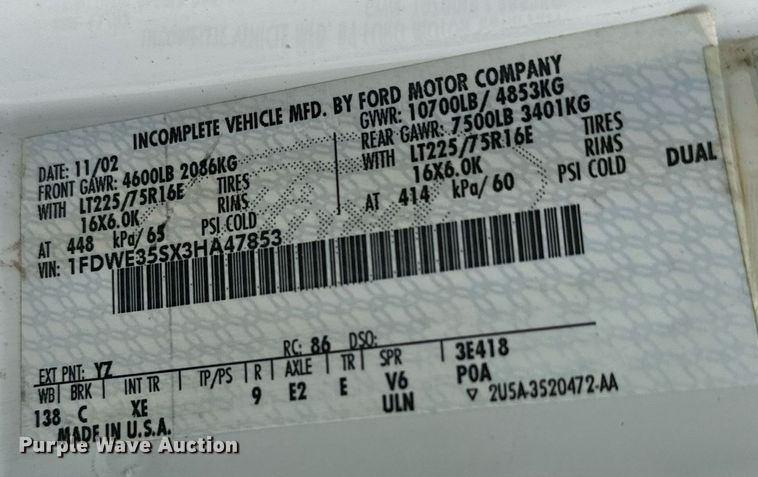 INCOMPLETE VEHICLE MFD. BY FORD MOTOR COMPANY
DATE: 11/02
GVWR: 10700LB/ 4853KG
FRONT GAWR: 4600LB 2086KG
REAR GAWR: 7500LB 3401KG
WITH LT225/75R16E TIRES
WITH LT225/75R16E TIRES
16X6.0K RIMS
16X6.0K RIMS DUAL
AT 448 kPa/65 PSI COLD
AT 414 kPa/60 PSI COLD
VIN: 1FDWE35SX3HA47853
EXT PNT: YZ RC: 86 DSO:
WB BRK INT TR TP/PS R AXLE TR SPR 3E418
138 C XE 9 E2 E V6 POA
ULN ▽ 2U5A-3520472-AA
MADE IN U.S.A.
Purple Wave Auction